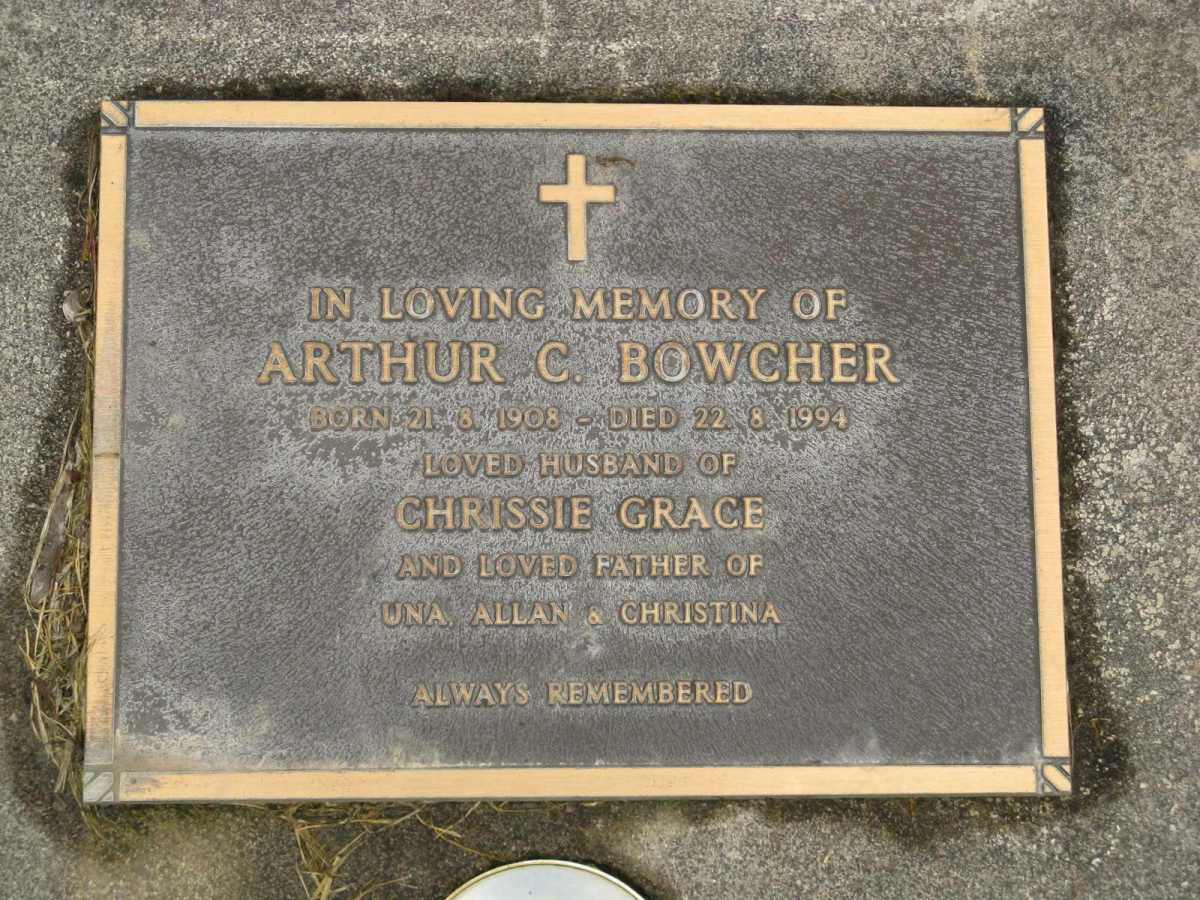 IN LOVING MEMORY OF
ARTHUR C. BOWCHER
BORN 21. 8. 1908 - DIED 22. 8. 1994
LOVED HUSBAND OF
CHRISSIE GRACE
AND LOVED FATHER OF
UNA, ALLAN & CHRISTINA
ALWAYS REMEMBERED